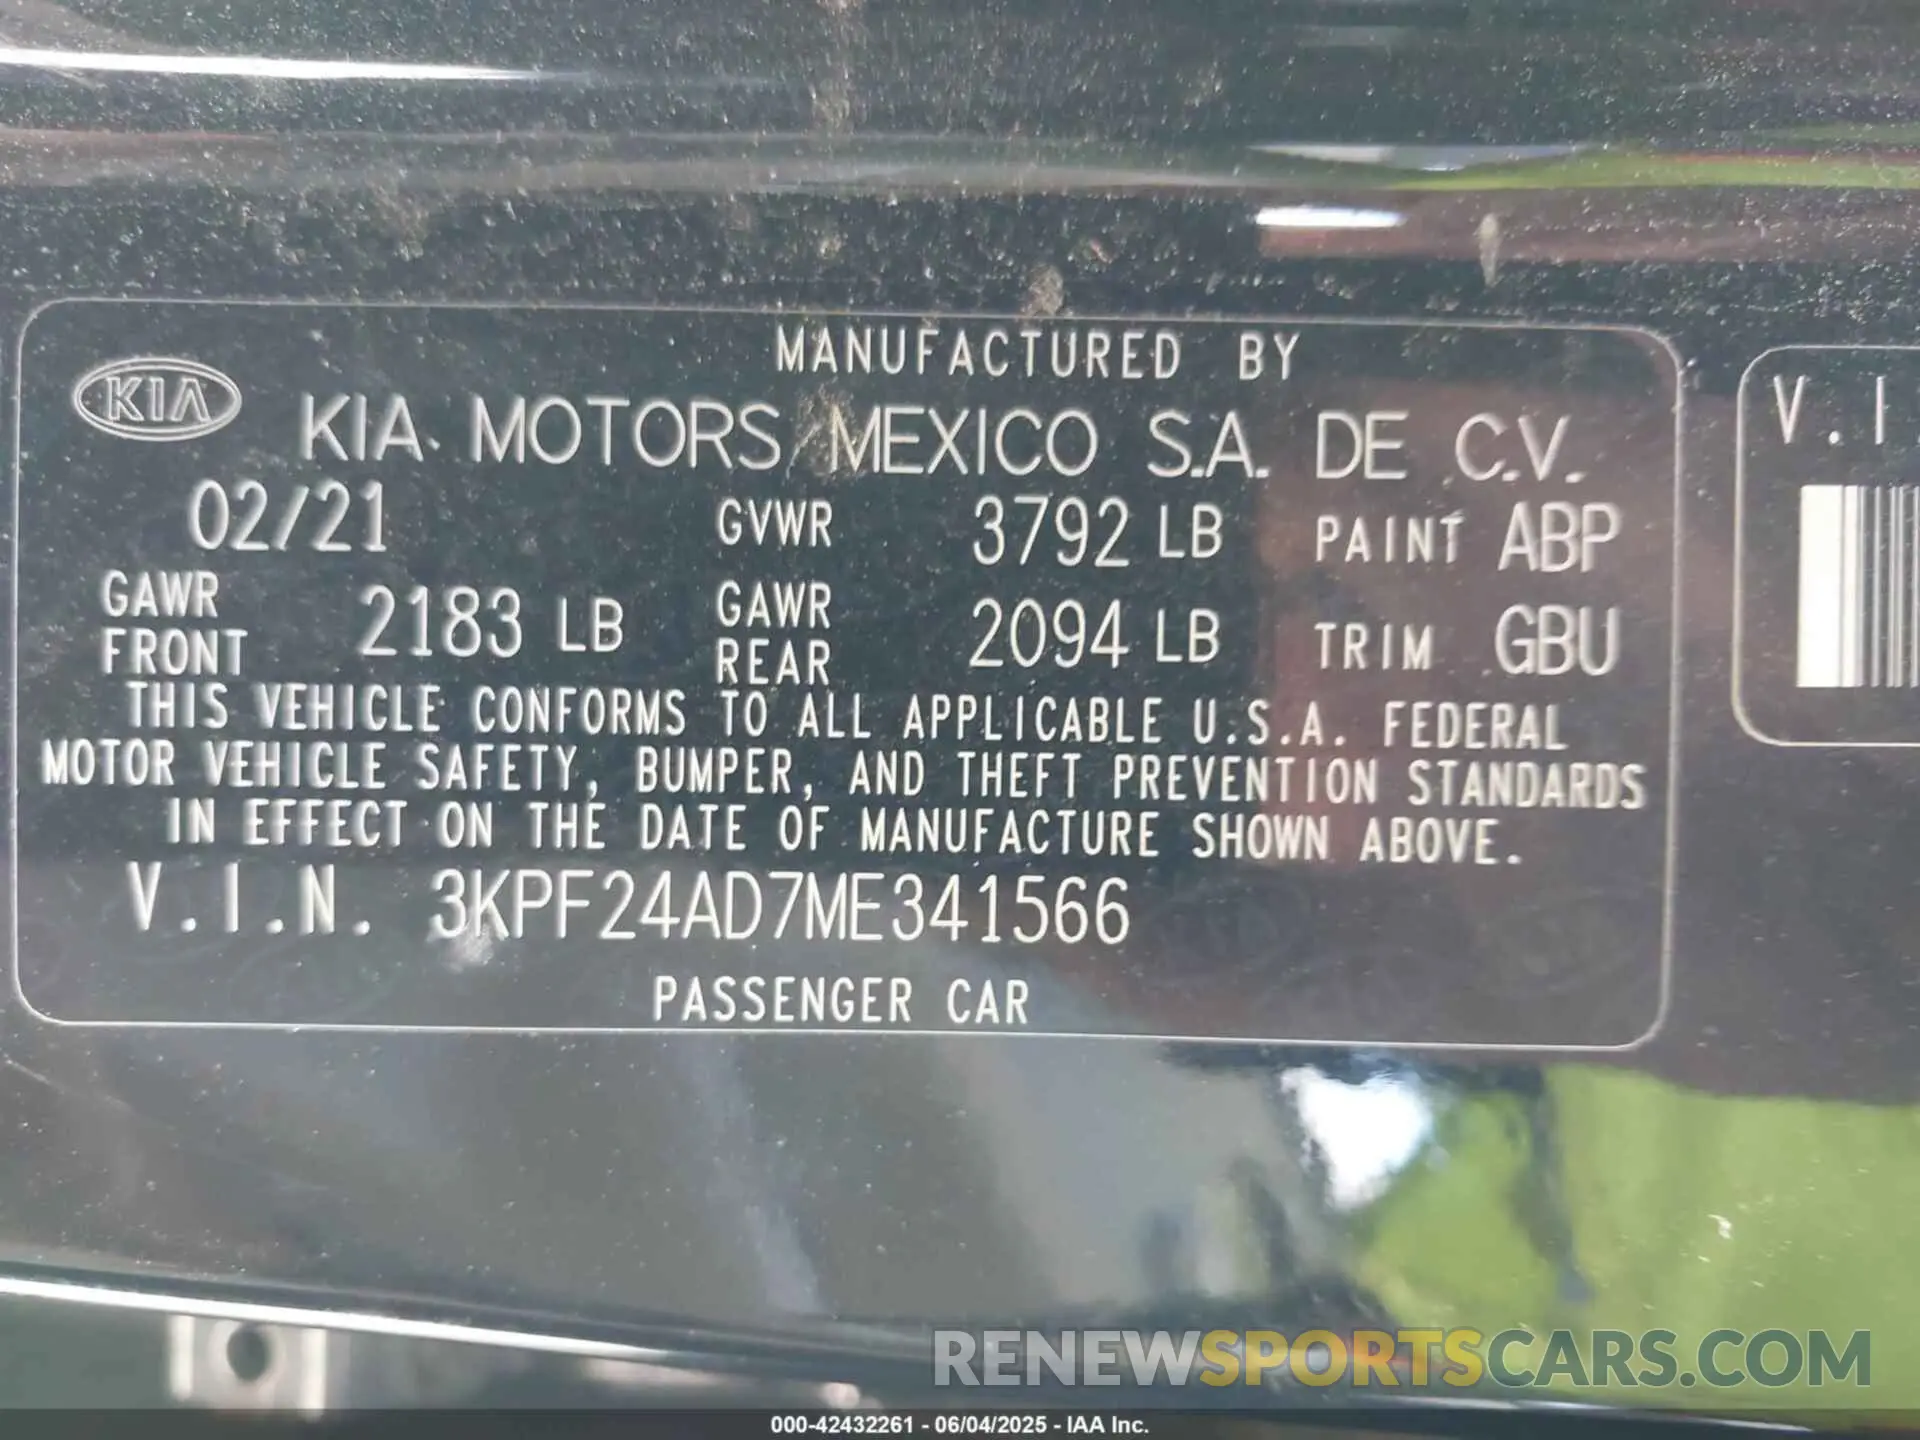 MANUFACTURED BY
KIA KIA MOTORS MEXICO S.A. DE C.V.
02/21 GVWR 3792 LB PAINT ABP
GAWR FRONT 2183 LB GAWR REAR 2094 LB TRIM GBU
THIS VEHICLE CONFORMS TO ALL APPLICABLE U.S.A. FEDERAL
MOTOR VEHICLE SAFETY, BUMPER, AND THEFT PREVENTION STANDARDS
IN EFFECT ON THE DATE OF MANUFACTURE SHOWN ABOVE.
V.I.N. 3KPF24AD7ME341566
PASSENGER CAR
V.I
RENEWSPORTSCARS.COM
000-42432261 - 06/04/2025 - IAA Inc.